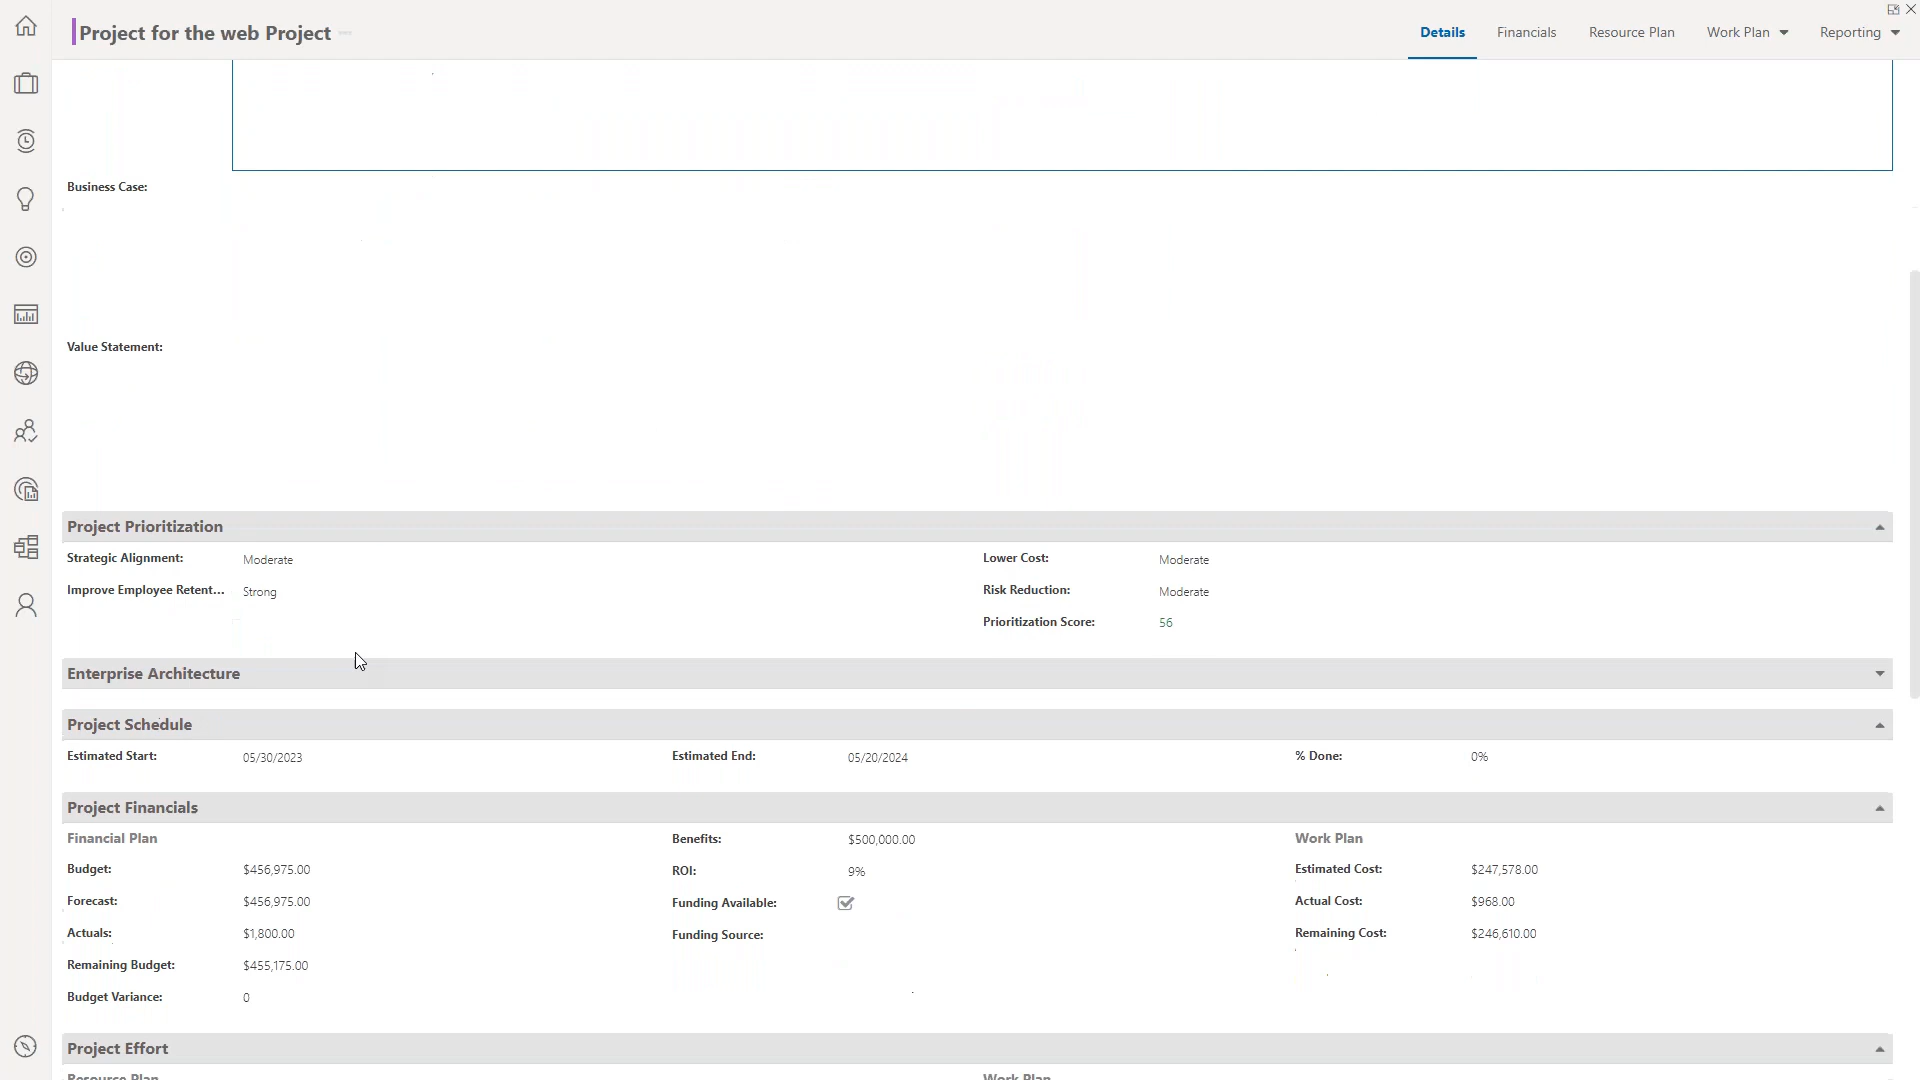 Project for the web Project
Details Financials Resource Plan Work Plan Reporting
Business Case:
Value Statement:
Project Prioritization
Strategic Alignment: Moderate Lower Cost: Moderate
Improve Employee Retent... Strong Risk Reduction: Moderate
Prioritization Score: 56
Enterprise Architecture
Project Schedule
Estimated Start: 05/30/2023 Estimated End: 05/20/2024 % Done: 0%
Project Financials
Financial Plan Benefits: $500,000.00 Work Plan
Budget: $456,975.00 ROI: 9% Estimated Cost: $247,578.00
Forecast: $456,975.00 Funding Available: Actual Cost: $968.00
Actuals: $1,800.00 Funding Source: Remaining Cost: $246,610.00
Remaining Budget: $455,175.00
Budget Variance: 0
Project Effort
Resource Plan Work Plan